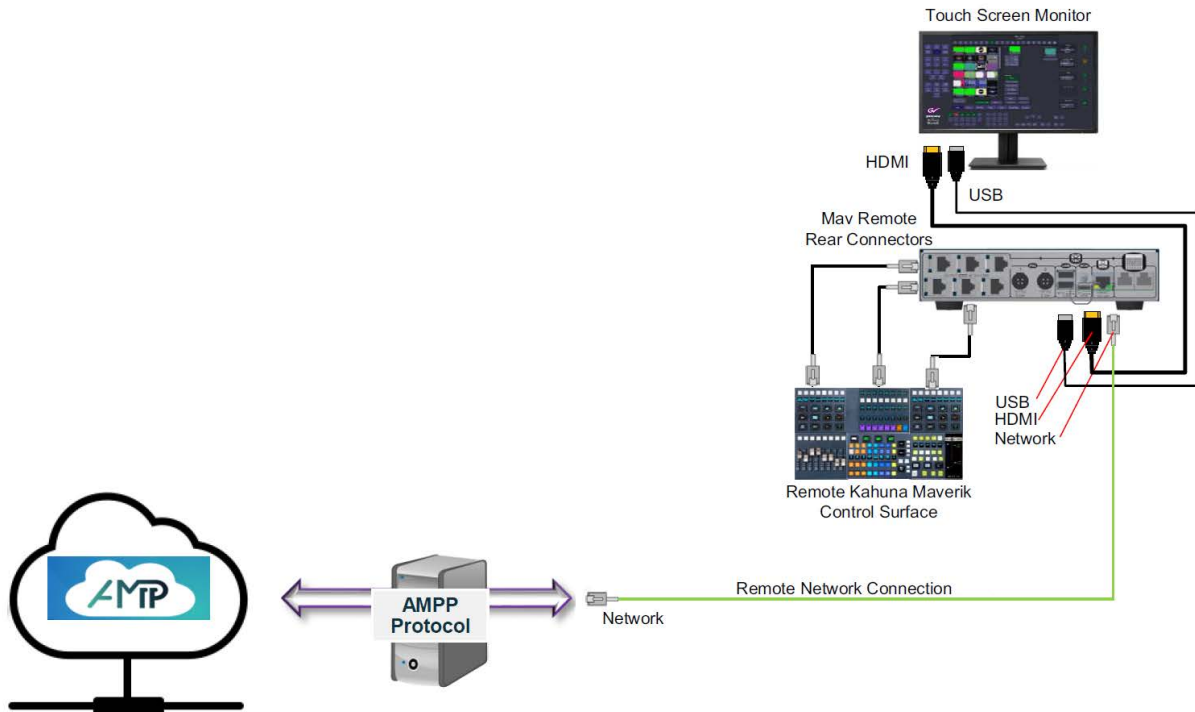 Touch Screen Monitor
HDMI
USB
Mav Remote
Rear Connectors
USB
HDMI
Network
Remote Kahuna Maverik
Control Surface
AMPP
AMPP
Protocol
Network
Remote Network Connection